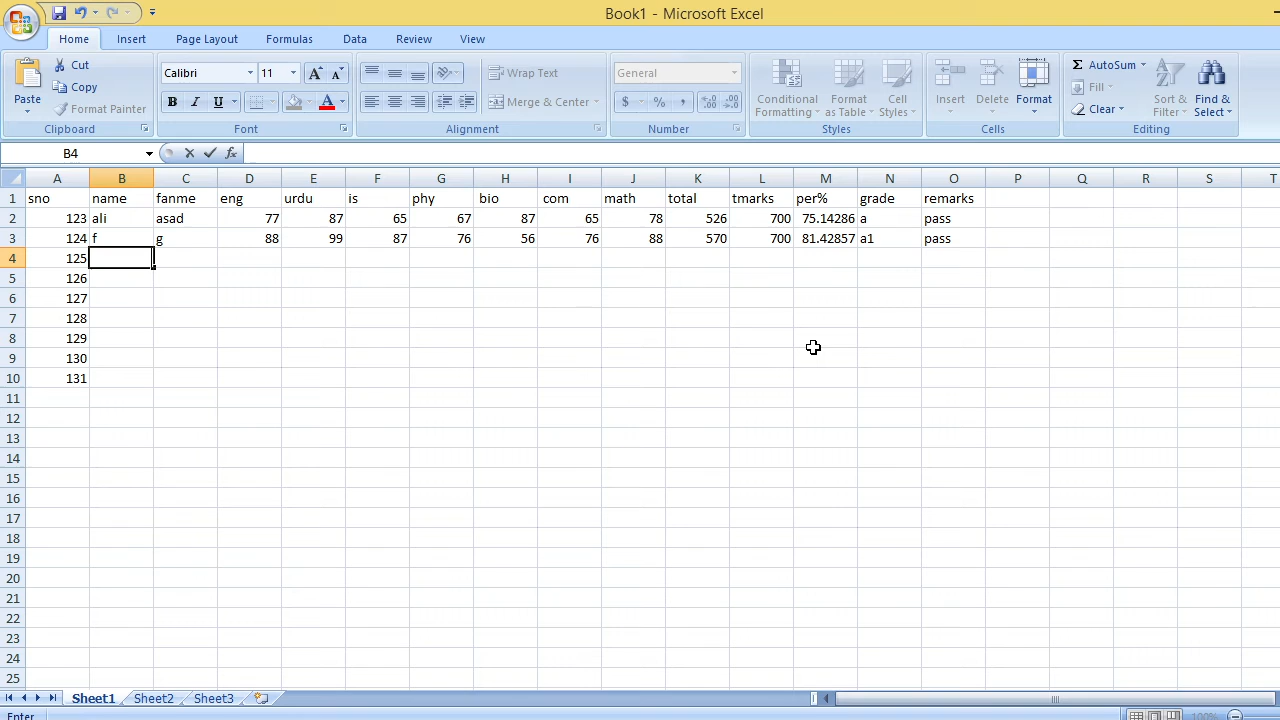 Book1 - Microsoft Excel
Home Insert Page Layout Formulas Data Review View
Paste
Cut
Copy
Format Painter
Clipboard
Calibri 11 A A
B I U A
Font
Wrap Text
Merge & Center
Alignment
General
$ % ,
Number
Conditional Formatting
Format as Table
Cell Styles
Styles
Insert Delete Format
Cells
AutoSum
Fill
Clear
Sort & Filter
Find & Select
Editing
B4 fx
A B C D E F G H I J K L M N O P Q R S T
1 sno name fanme eng urdu is phy bio com math total tmarks per% grade remarks
2 123 ali asad 77 87 65 67 87 65 78 526 700 75.14286 a pass
3 124 f g 88 99 87 76 56 76 88 570 700 81.42857 a1 pass
4 125
5 126
6 127
7 128
8 129
9 130
10 131
11
12
13
14
15
16
17
18
19
20
21
22
23
24
25
Sheet1 Sheet2 Sheet3
Enter 100%